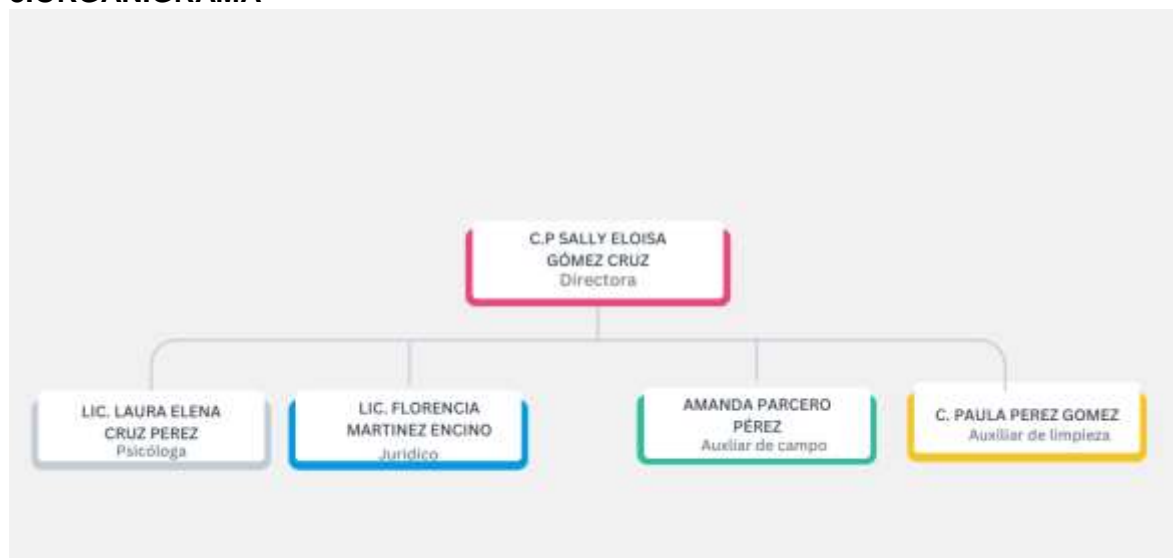 C.P SALLY ELOISA
GÓMEZ CRUZ
Directora
LIC. LAURA ELENA
CRUZ PEREZ
Psicóloga
LIC. FLORENCIA
MARTINEZ ENCINO
Juridico
AMANDA PARCERO
PÉREZ
Auxliar de campo
C. PAULA PEREZ GOMEZ
Auxiliar de limpieza